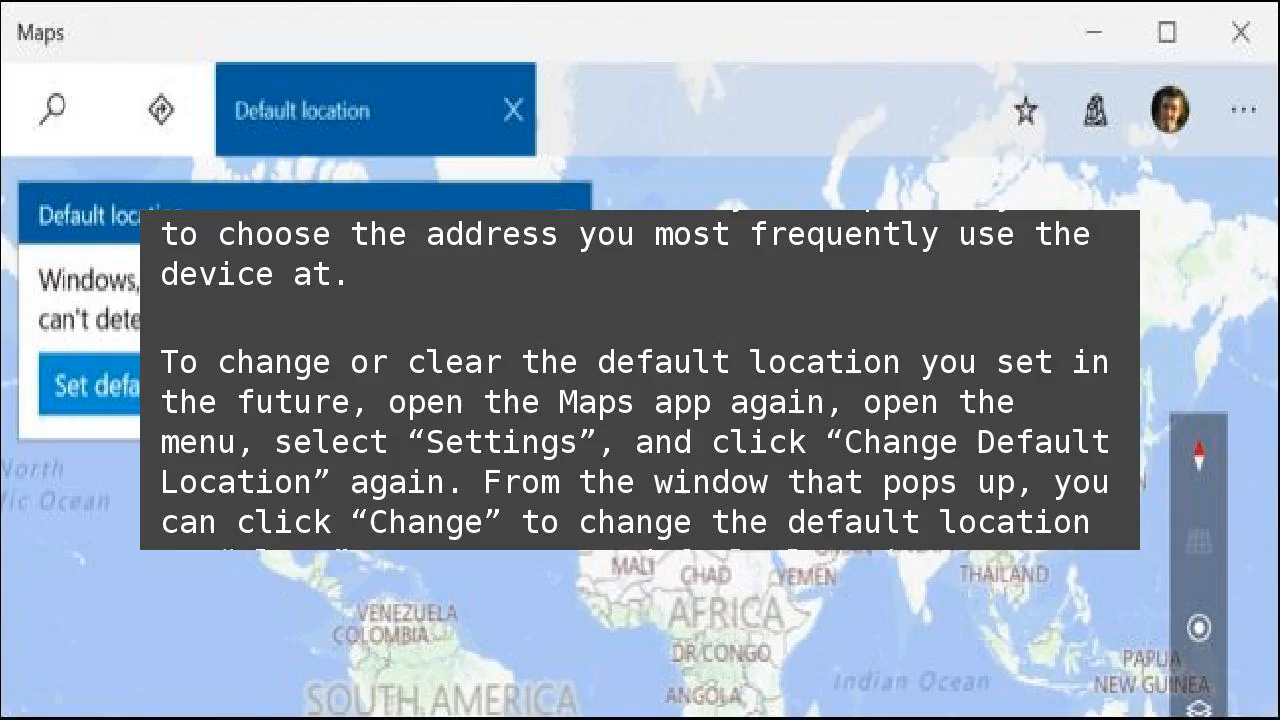 Maps
Default location
Default loc
Windows,
can't dete
Set defa
to choose the address you most frequently use the
device at.
To change or clear the default location you set in
the future, open the Maps app again, open the
menu, select “Settings”, and click “Change Default
Location” again. From the window that pops up, you
can click “Change” to change the default location
North
fic Ocean
MALI
CHAD
YEMEN
THAILAND
VENEZUELA
COLOMBIA
AFRICA
DR CONGO
PAPUA
NEW GUINEA
Indian Ocean
ANGOLA
SOUTH AMERICA